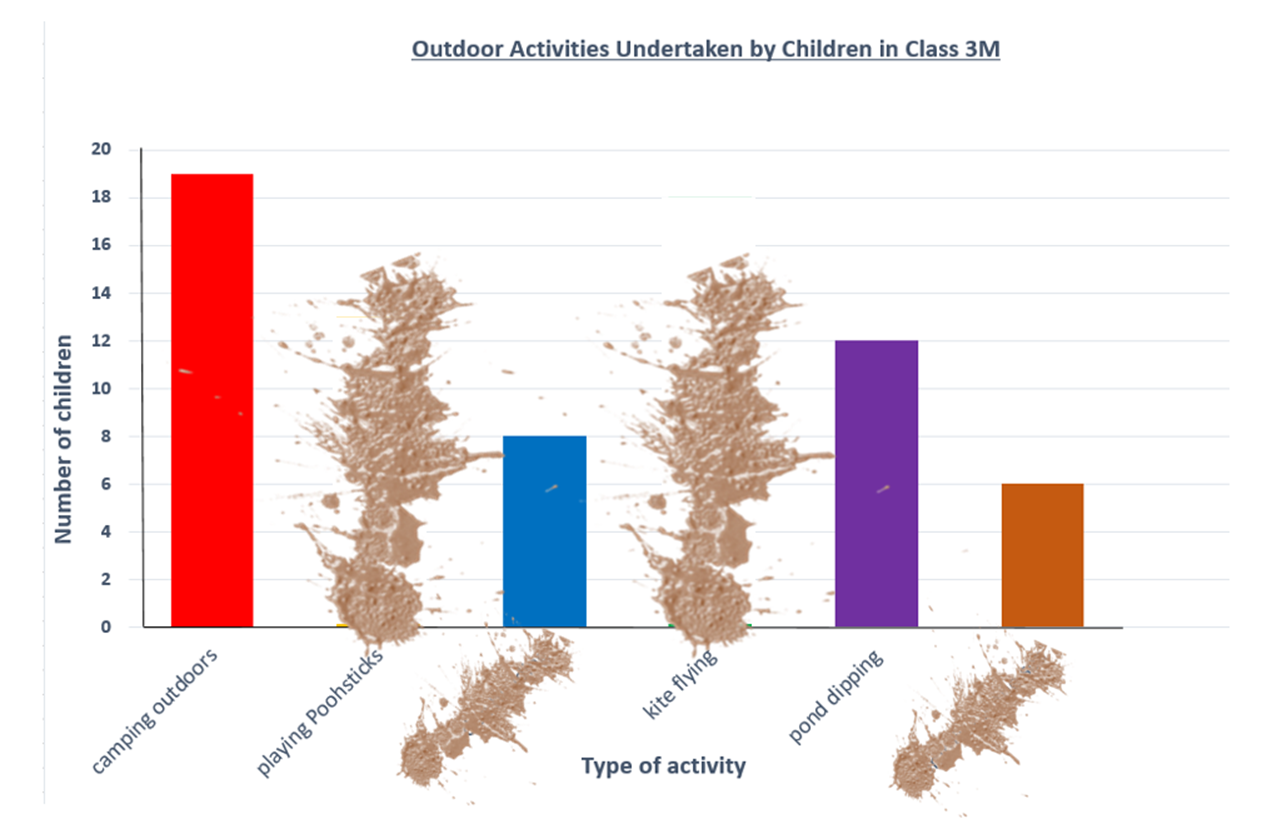 Outdoor Activities Undertaken by Children in Class 3M
20
18
16
14
12
10
8
6
4
2
0
Number of children
camping outdoors
playing Poohsticks
kite flying
pond dipping
Type of activity